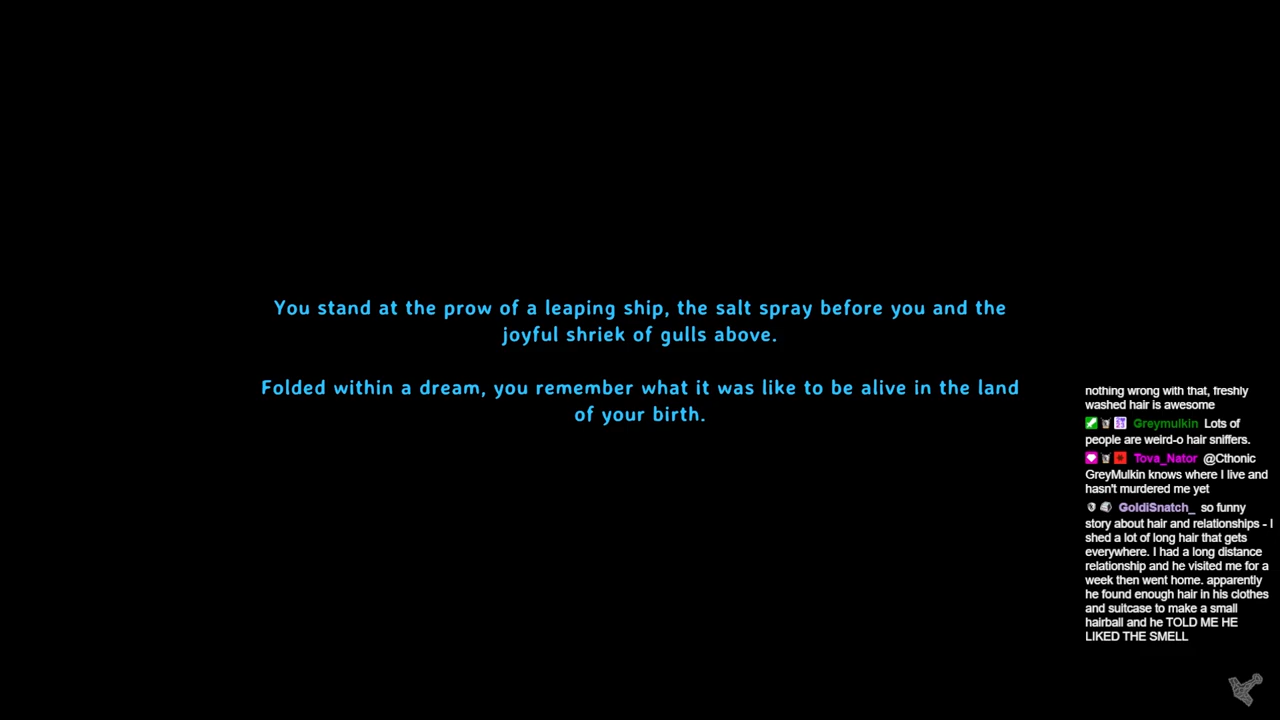 You stand at the prow of a leaping ship, the salt spray before you and the
joyful shriek of gulls above.
Folded within a dream, you remember what it was like to be alive in the land
of your birth.
nothing wrong with that, freshly
washed hair is awesome
Greymulkin Lots of
people are weird-o hair sniffers.
Tova_Nator @Cthonic
GreyMulkin knows where I live and
hasn't murdered me yet
GoldiSnatch_ so funny
story about hair and relationships - I
shed a lot of long hair that gets
everywhere. I had a long distance
relationship and he visited me for a
week then went home. apparently
he found enough hair in his clothes
and suitcase to make a small
hairball and he TOLD ME HE
LIKED THE SMELL